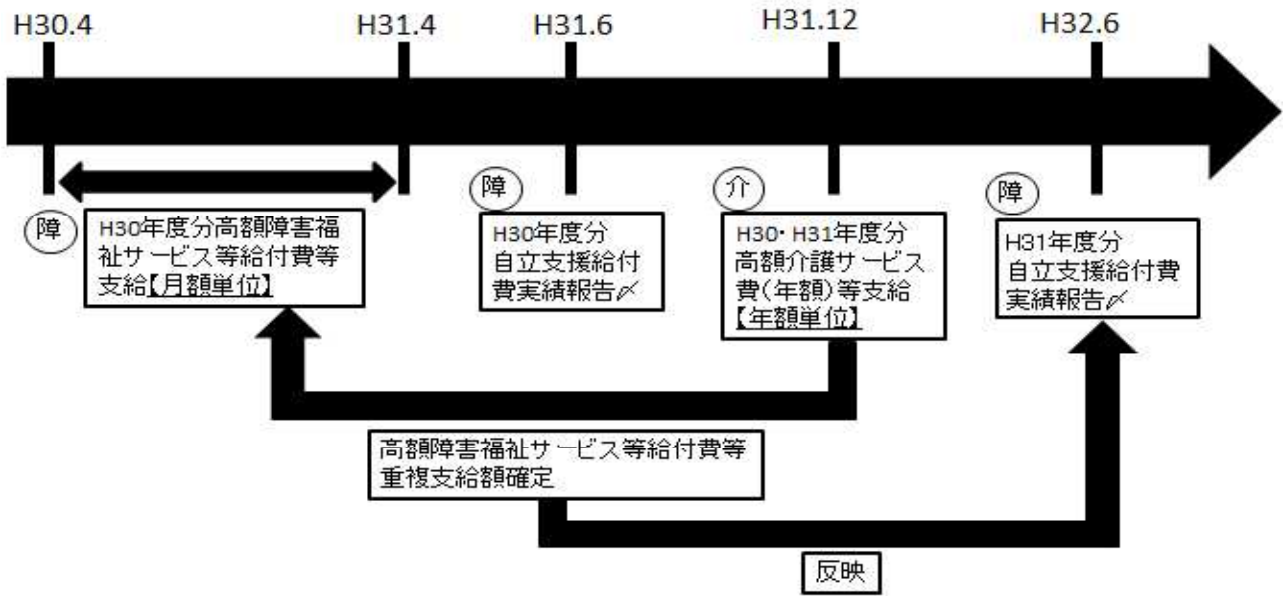 H30.4
H31.4
H31.6
H31.12
H32.6
障
H30年度分高額障害福
祉サービス等給付費等
支給【月額単位】
障
H30年度分
自立支援給付
費実績報告〆
介
H30・H31年度分
高額介護サービス
費(年額)等支給
【年額単位】
障
H31年度分
自立支援給付費
実績報告〆
高額障害福祉サービス等給付費等
重複支給額確定
反映